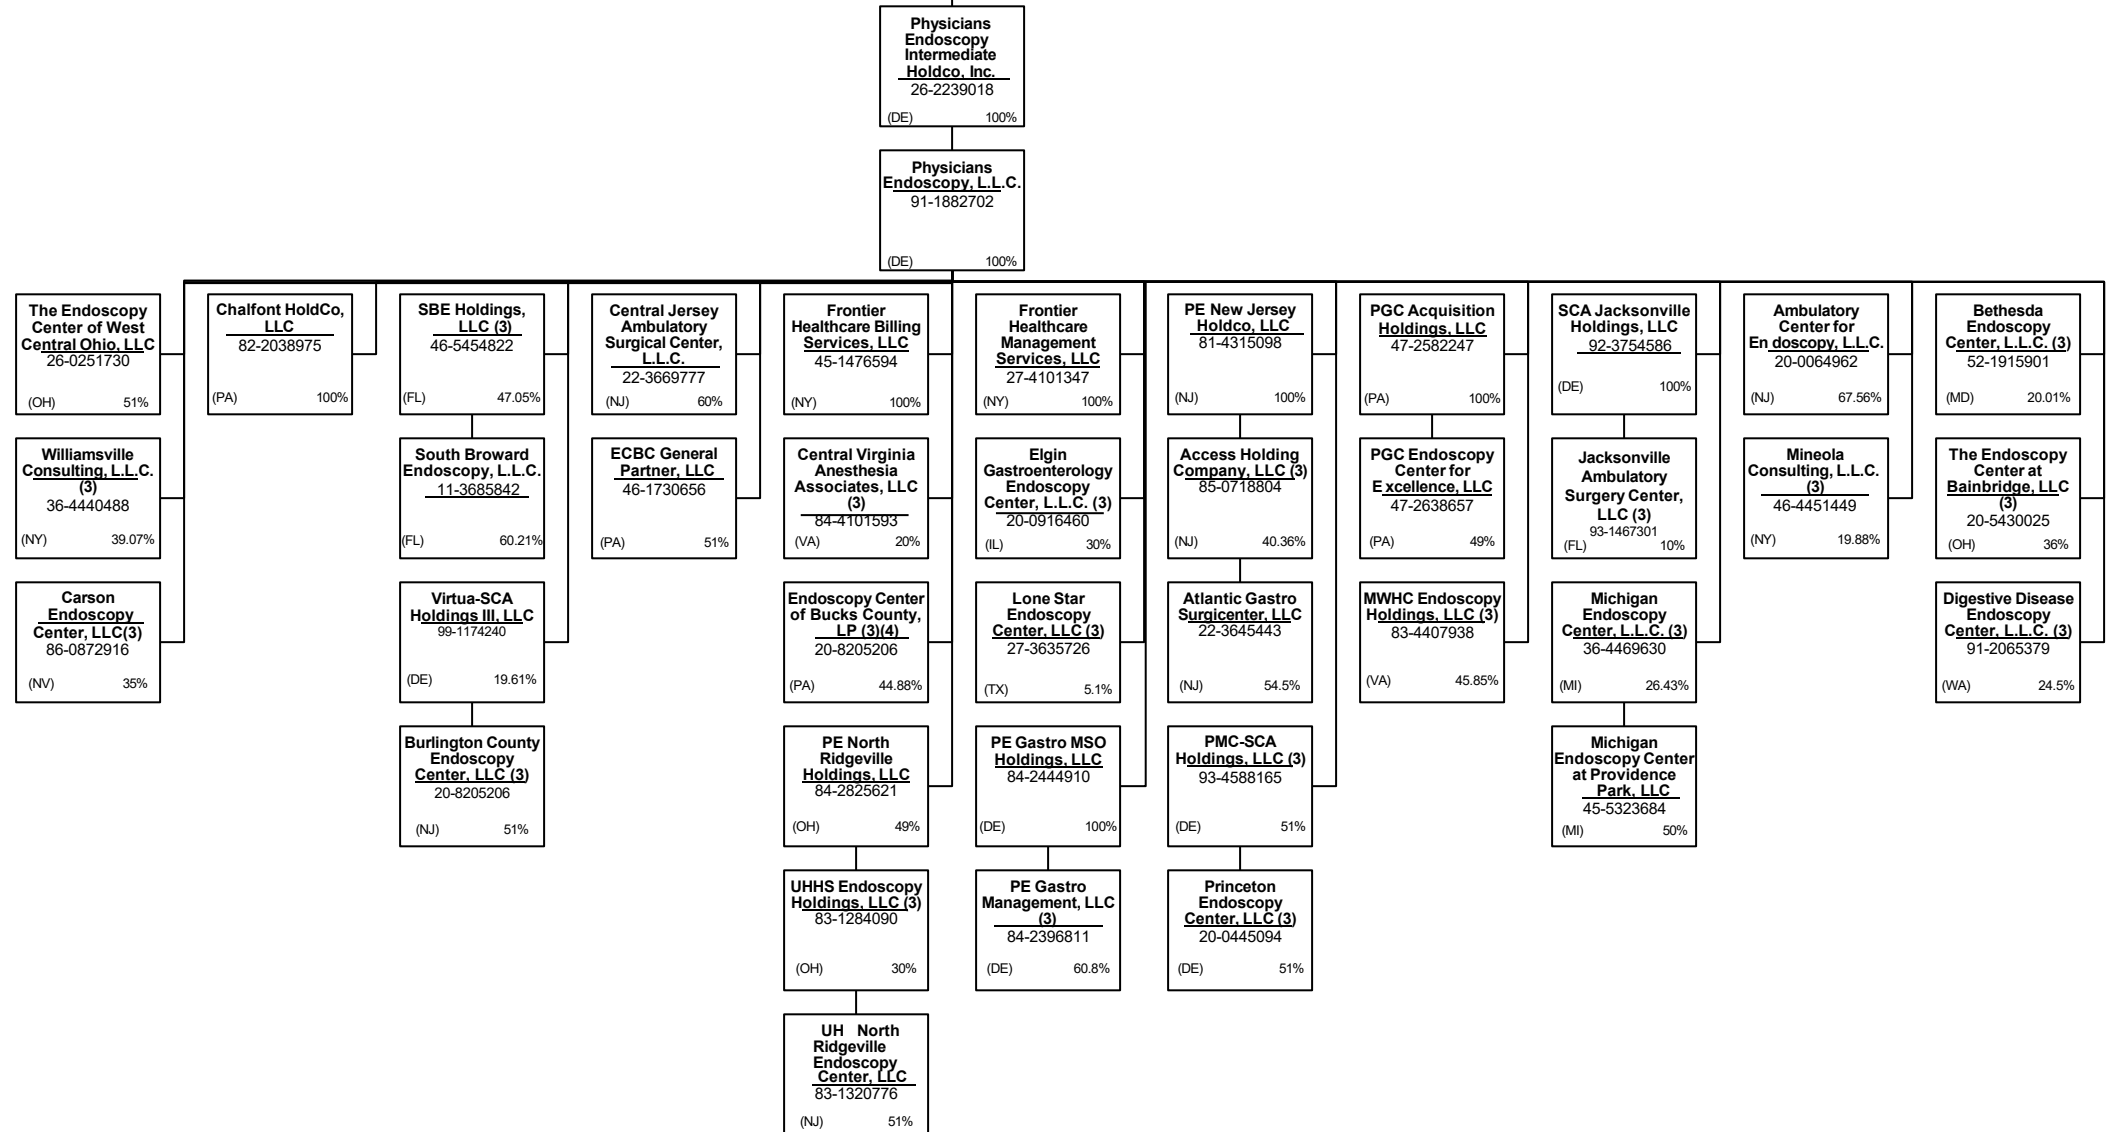 Physicians
Endoscopy
Intermediate
Holdco, Inc.
26-2239018
(DE) 100%
Physicians
Endoscopy, L.L.C.
91-1882702
(DE) 100%
The Endoscopy
Center of West
Central Ohio, LLC
26-0251730
(OH) 51%
Chalfont HoldCo,
LLC
82-2038975
(PA) 100%
SBE Holdings,
LLC (3)
46-5454822
(FL) 47.05%
Central Jersey
Ambulatory
Surgical Center,
L.L.C.
22-3669777
(NJ) 60%
Frontier
Healthcare Billing
Services, LLC
45-1476594
(NY) 100%
Frontier
Healthcare
Management
Services, LLC
27-4101347
(NY) 100%
PE New Jersey
Holdco, LLC
81-4315098
(NJ) 100%
PGC Acquisition
Holdings, LLC
47-2582247
(PA) 100%
SCA Jacksonville
Holdings, LLC
92-3754586
(DE) 100%
Ambulatory
Center for
En doscopy, L.L.C.
20-0064962
(NJ) 67.56%
Bethesda
Endoscopy
Center, L.L.C. (3)
52-1915901
(MD) 20.01%
Williamsville
Consulting, L.L.C.
(3)
36-4440488
(NY) 39.07%
South Broward
Endoscopy, L.L.C.
11-3685842
(FL) 60.21%
ECBC General
Partner, LLC
46-1730656
(PA) 51%
Central Virginia
Anesthesia
Associates, LLC
(3)
84-4101593
(VA) 20%
Elgin
Gastroenterology
Endoscopy
Center, L.L.C. (3)
20-0916460
(IL) 30%
Access Holding
Company, LLC (3)
85-0718804
(NJ) 40.36%
PGC Endoscopy
Center for
Excellence, LLC
47-2638657
(PA) 49%
Jacksonville
Ambulatory
Surgery Center,
LLC (3)
93-1467301
(FL) 10%
Mineola
Consulting, L.L.C.
(3)
46-4451449
(NY) 19.88%
The Endoscopy
Center at
Bainbridge, LLC
(3)
20-5430025
(OH) 36%
Carson
Endoscopy
Center, LLC(3)
86-0872916
(NV) 35%
Virtua-SCA
Holdings III, LLC
99-1174240
(DE) 19.61%
Endoscopy Center
of Bucks County,
LP (3)(4)
20-8205206
(PA) 44.88%
Lone Star
Endoscopy
Center, LLC (3)
27-3635726
(TX) 5.1%
Atlantic Gastro
Surgicenter, LLC
22-3645443
(NJ) 54.5%
MWHC Endoscopy
Holdings, LLC (3)
83-4407938
(VA) 45.85%
Michigan
Endoscopy
Center, L.L.C. (3)
36-4469630
(MI) 26.43%
Digestive Disease
Endoscopy
Center, L.L.C. (3)
91-2065379
(WA) 24.5%
Burlington County
Endoscopy
Center, LLC (3)
20-8205206
(NJ) 51%
PE North
Ridgeville
Holdings, LLC
84-2825621
(OH) 49%
PE Gastro MSO
Holdings, LLC
84-2444910
(DE) 100%
PMC-SCA
Holdings, LLC (3)
93-4588165
(DE) 51%
Michigan
Endoscopy Center
at Providence
Park, LLC
45-5323684
(MI) 50%
UHHS Endoscopy
Holdings, LLC (3)
83-1284090
(OH) 30%
PE Gastro
Management, LLC
(3)
84-2396811
(DE) 60.8%
Princeton
Endoscopy
Center, LLC (3)
20-0445094
(DE) 51%
UH North
Ridgeville
Endoscopy
Center, LLC
83-1320776
(NJ) 51%